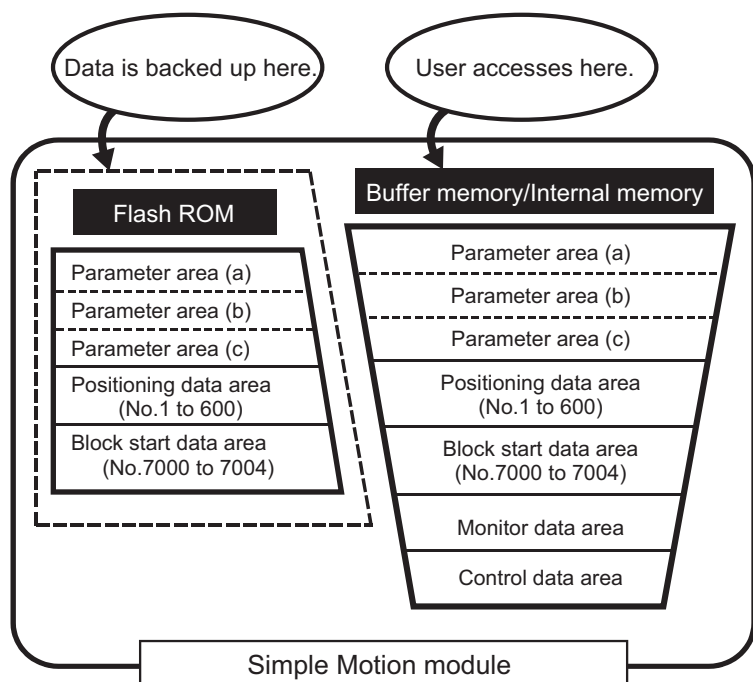 Data is backed up here.
User accesses here.
Flash ROM
Parameter area (a)
Parameter area (b)
Parameter area (c)
Positioning data area
(No.1 to 600)
Block start data area
(No.7000 to 7004)
Buffer memory/Internal memory
Parameter area (a)
Parameter area (b)
Parameter area (c)
Positioning data area
(No.1 to 600)
Block start data area
(No.7000 to 7004)
Monitor data area
Control data area
Simple Motion module